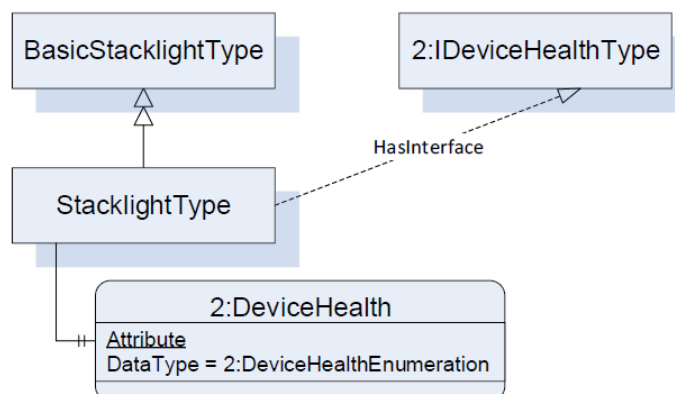 BasicStacklightType
2:IDeviceHealthType
HasInterface
StacklightType
2:DeviceHealth
Attribute
DataType = 2:DeviceHealthEnumeration